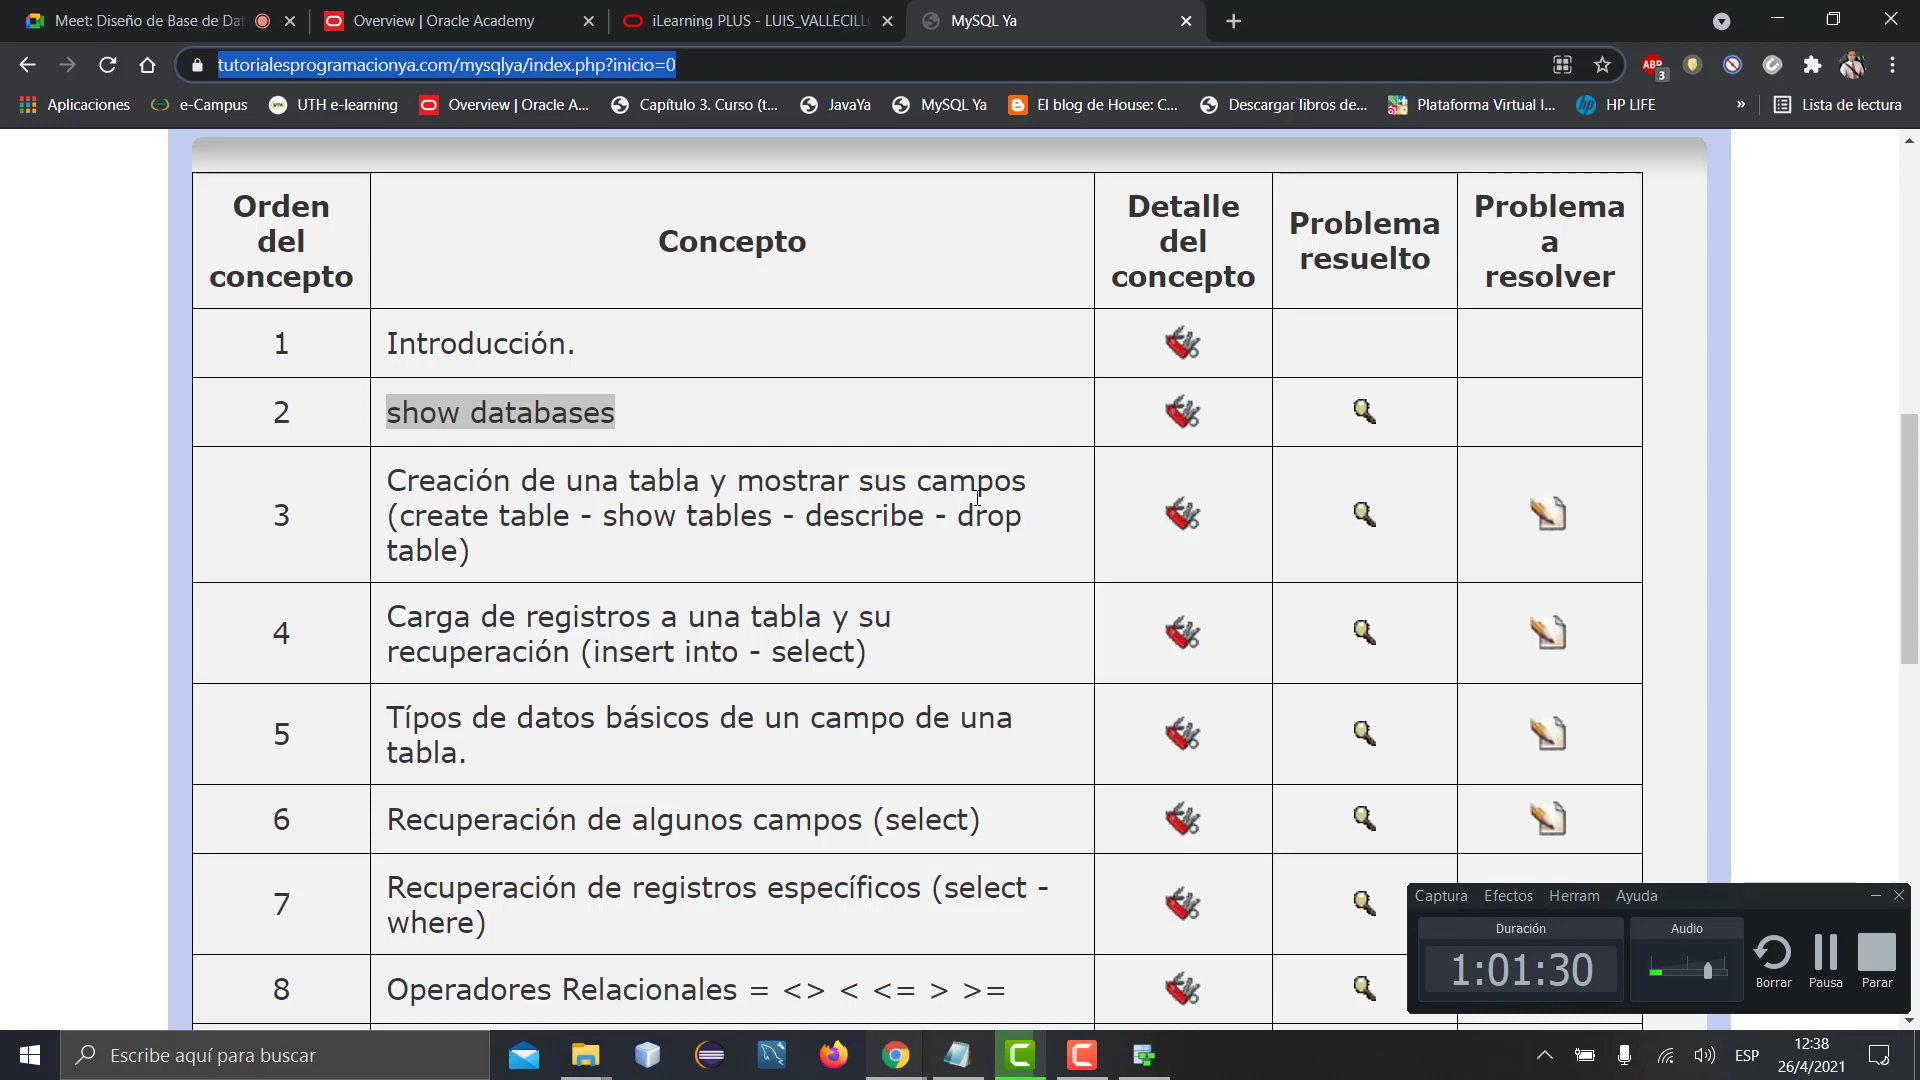 Meet: Diseño de Base de Dat
Overview | Oracle Academy
iLearning PLUS - LUIS_VALLECILL
MySQL Ya
tutorialesprogramacionya.com/mysqlya/index.php?inicio=0
ABP
3
Aplicaciones
e-Campus
UTH e-learning
Overview | Oracle A...
Capítulo 3. Curso (t...
JavaYa
MySQL Ya
El blog de House: C...
Descargar libros de...
Plataforma Virtual I...
HP LIFE
»
Lista de lectura
Orden
del
concepto
Concepto
Detalle
del
concepto
Problema
resuelto
Problema
a
resolver
1
Introducción.
2
show databases
3
Creación de una tabla y mostrar sus campos
(create table - show tables - describe - drop
table)
4
Carga de registros a una tabla y su
recuperación (insert into - select)
5
Típos de datos básicos de un campo de una
tabla.
6
Recuperación de algunos campos (select)
7
Recuperación de registros específicos (select -
where)
8
Operadores Relacionales = <> < <= > >=
Captura
Efectos
Herram
Ayuda
Duración
1:01:30
Audio
Borrar
Pausa
Parar
Escribe aquí para buscar
ESP
12:38
26/4/2021